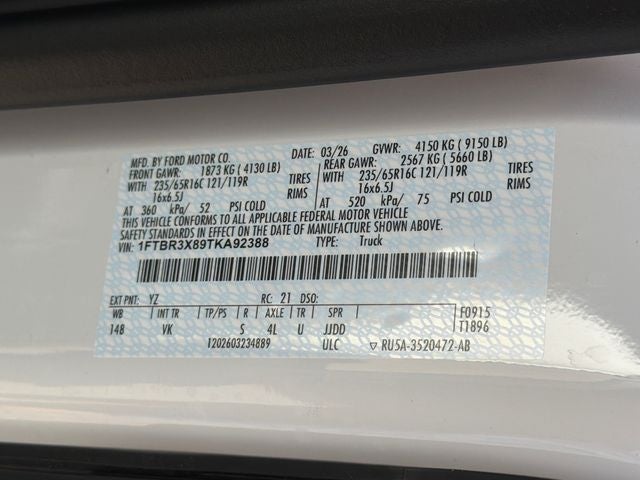 MFD. BY FORD MOTOR CO. DATE: 03/26 GVWR: 4150 KG ( 9150 LB)
FRONT GAWR: 1873 KG ( 4130 LB) REAR GAWR: 2567 KG ( 5660 LB)
WITH 235/65R16C 121/119R TIRES WITH 235/65R16C 121/119R TIRES
16x6.5J RIMS 16x6.5J RIMS
AT 360 kPa/ 52 PSI COLD AT 520 kPa/ 75 PSI COLD
THIS VEHICLE CONFORMS TO ALL APPLICABLE FEDERAL MOTOR VEHICLE
SAFETY STANDARDS IN EFFECT ON THE DATE OF MANUFACTURE SHOWN ABOVE.
VIN: 1FTBR3X89TKA92388 TYPE: Truck
EXT PNT: YZ RC: 21 DSO:
WB INT TR TP/PS R AXLE TR SPR F0915
148 VK S 4L U JJDD T1896
1202603234889 ULC ▽ RU5A-3520472-AB